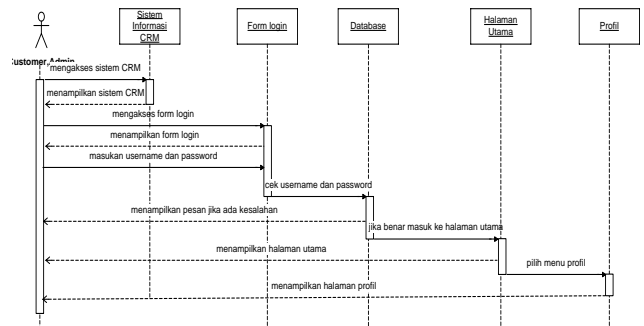 Sistem
Informasi
CRM
Form login
Database
Halaman
Utama
Profil
mengakses sistem CRM
menampilkan sistem CRM
mengakses form login
menampilkan form login
masukan username dan password
cek username dan password
menampilkan pesan jika ada kesalahan
jika benar masuk ke halaman utama
menampilkan halaman utama
pilih menu profil
menampilkan halaman profil